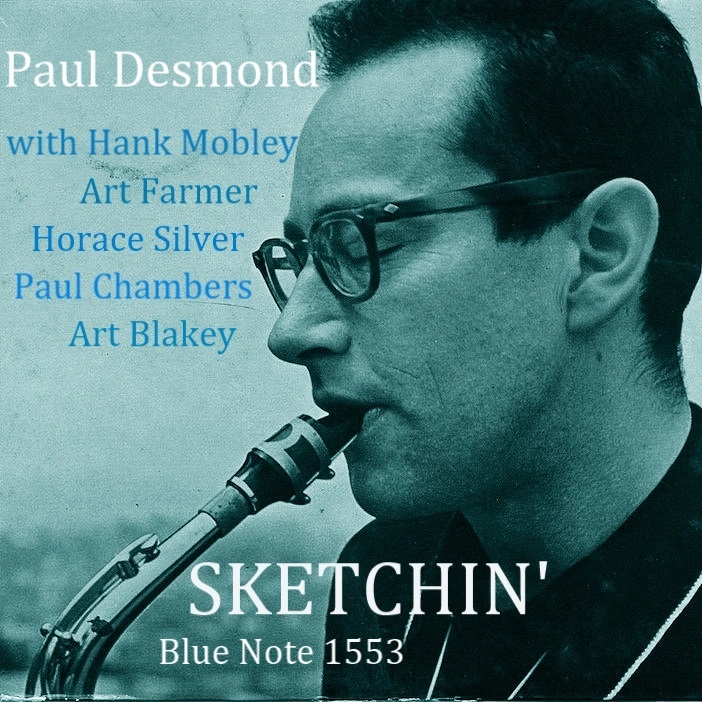 Paul Desmond
with Hank Mobley
Art Farmer
Horace Silver
Paul Chambers
Art Blakey
SKETCHIN'
Blue Note 1553